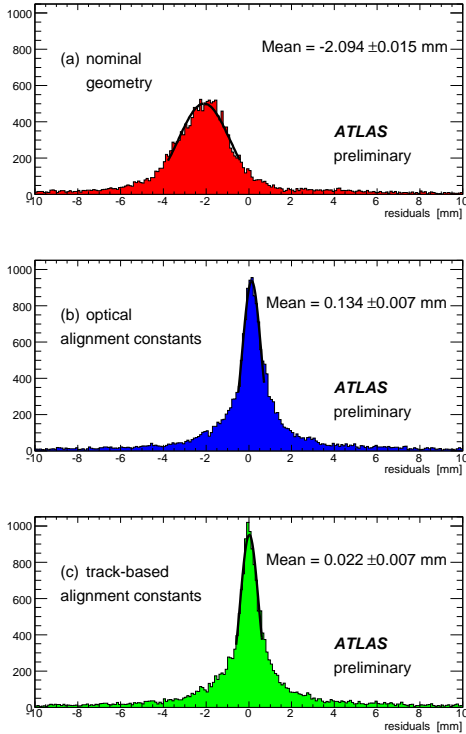 1000
Mean = -2.094 ±0.015 mm
(a) nominal
geometry
800
600
400
200
0
ATLAS
preliminary
-10 -8 -6 -4 -2 0 2 4 6 8 10
residuals [mm]
1000
(b) optical
alignment constants
Mean = 0.134 ±0.007 mm
800
600
400
200
0
ATLAS
preliminary
-10 -8 -6 -4 -2 0 2 4 6 8 10
residuals [mm]
1000
(c) track-based
alignment constants
Mean = 0.022 ±0.007 mm
800
600
400
200
0
ATLAS
preliminary
-10 -8 -6 -4 -2 0 2 4 6 8 10
residuals [mm]